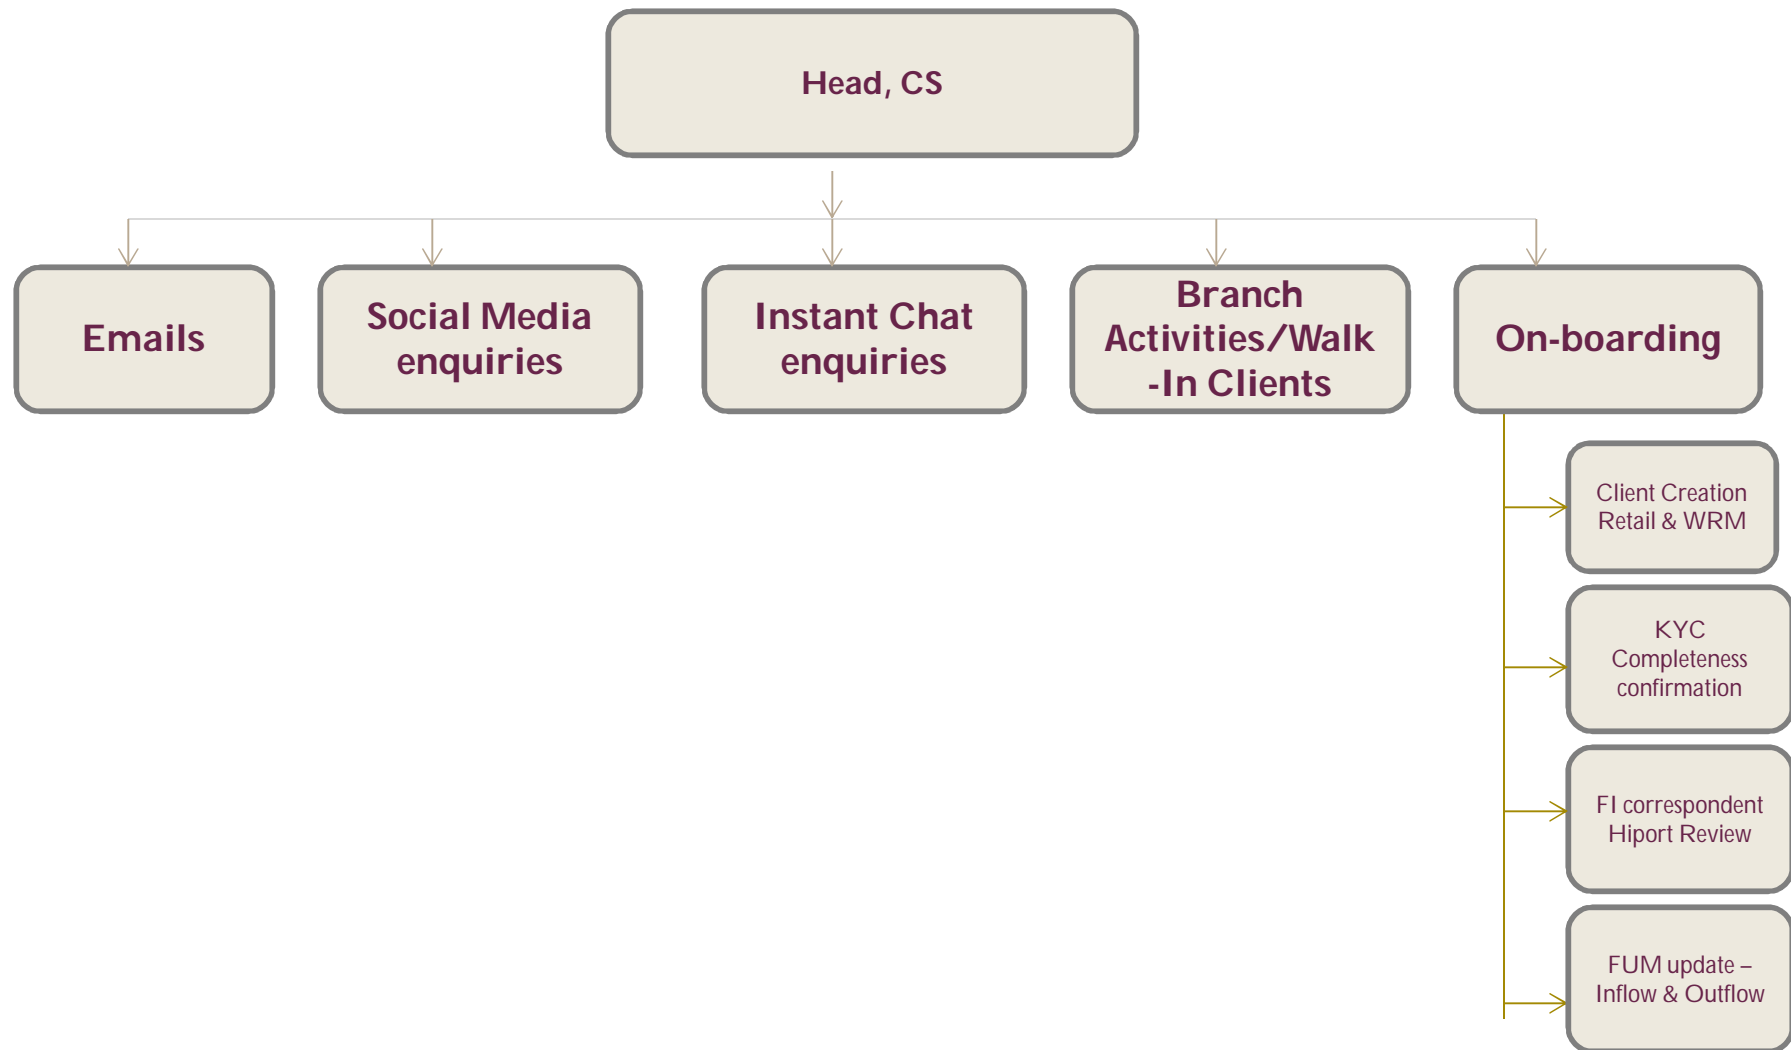 Head, CS
Emails
Social Media
enquiries
Instant Chat
enquiries
Branch
Activities/Walk
-In Clients
On-boarding
Client Creation
Retail & WRM
KYC
Completeness
confirmation
FI correspondent
Hiport Review
FUM update –
Inflow & Outflow